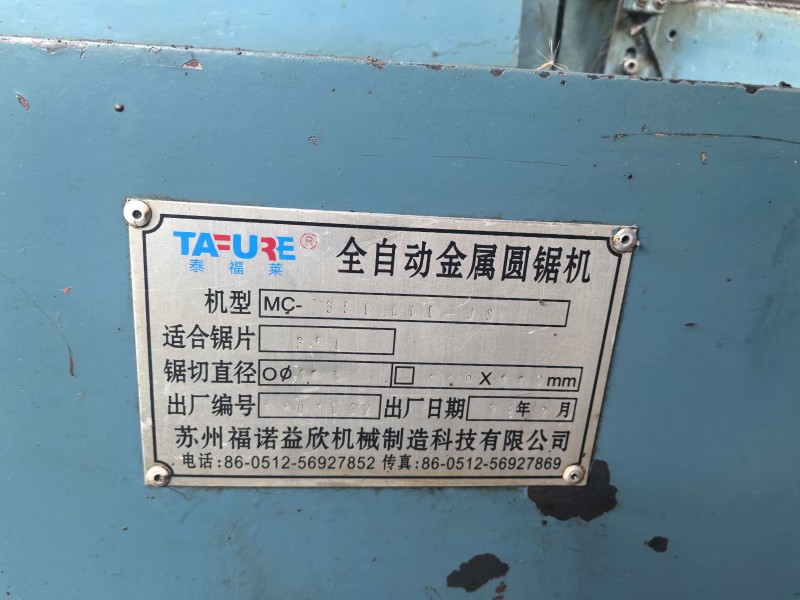 TAFURE®
泰福莱
全自动金属圆锯机
机型 MC-
适合锯片
锯切直径 OØ □ X mm
出厂编号 出厂日期 年 月
苏州福诺益欣机械制造科技有限公司
电话:86-0512-56927852 传真:86-0512-56927869